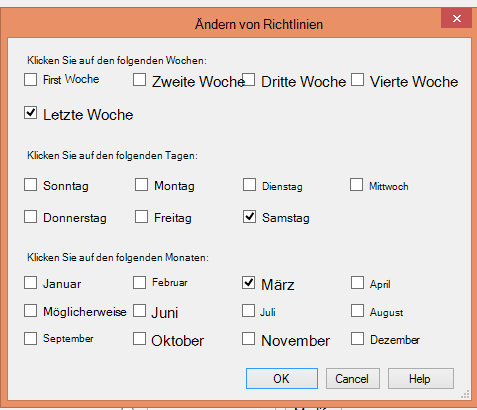 Ändern von Richtlinien
Klicken Sie auf den folgenden Wochen:
First Woche Zweite Woche Dritte Woche Vierte Woche
Letzte Woche
Klicken Sie auf den folgenden Tagen:
Sonntag Montag Dienstag Mittwoch
Donnerstag Freitag Samstag
Klicken Sie auf den folgenden Monaten:
Januar Februar März April
Möglicherweise Juni Juli August
September Oktober November Dezember
OK Cancel Help